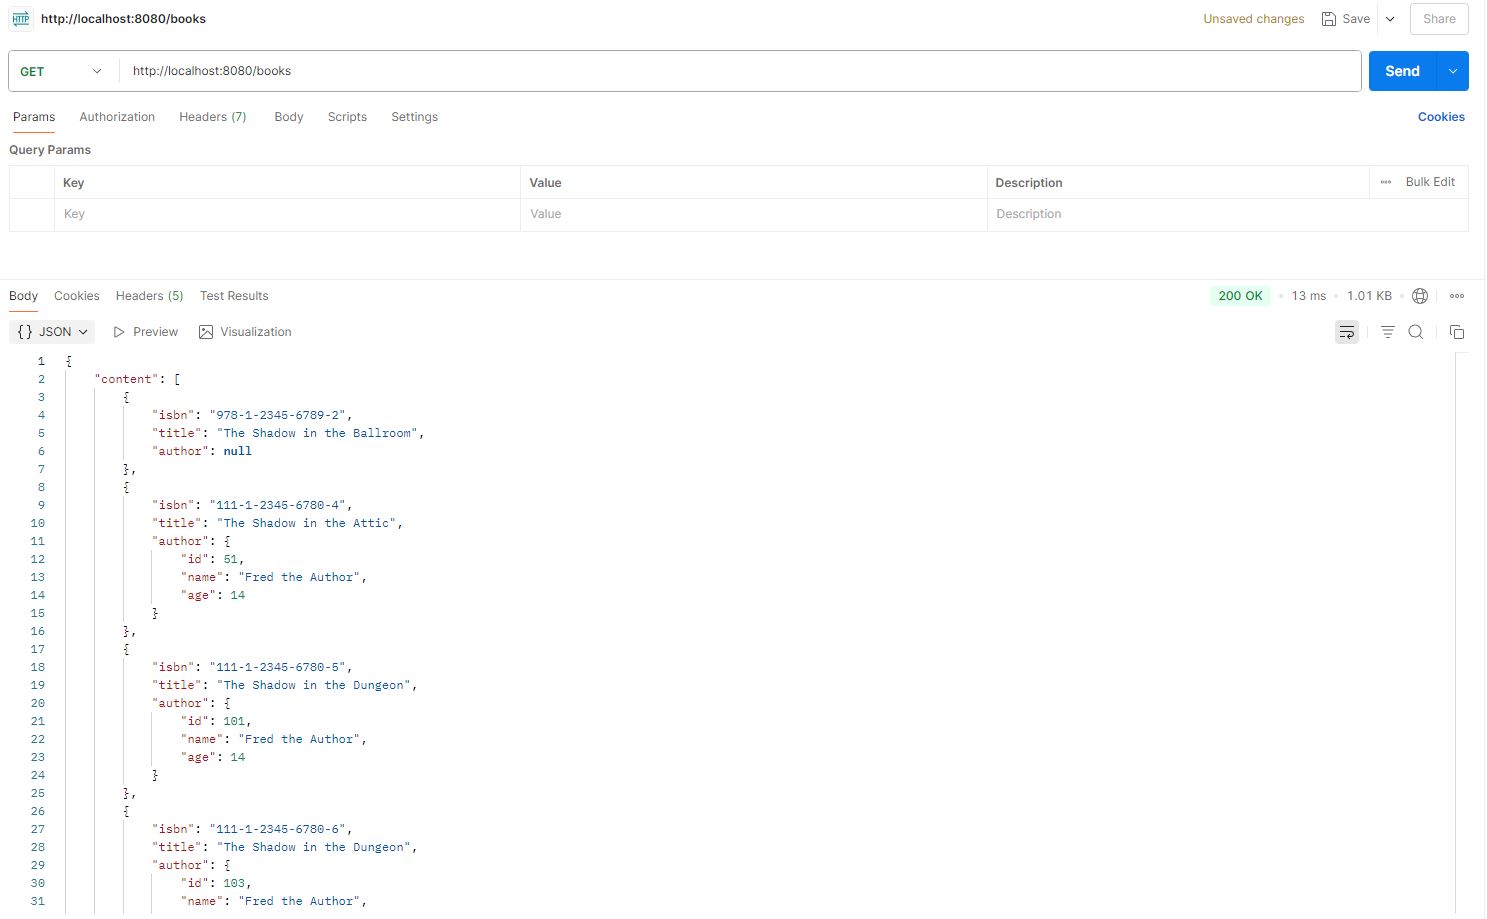 HTTP http://localhost:8080/books Unsaved changes Save Share
GET http://localhost:8080/books Send
Params Authorization Headers (7) Body Scripts Settings Cookies
Query Params
Key Value Description ••• Bulk Edit
Key Value Description
Body Cookies Headers (5) Test Results 200 OK • 13 ms • 1.01 KB • •••
{} JSON Preview Visualization
1 {
2 "content": [
3 {
4 "isbn": "978-1-2345-6789-2",
5 "title": "The Shadow in the Ballroom",
6 "author": null
7 },
8 {
9 "isbn": "111-1-2345-6780-4",
10 "title": "The Shadow in the Attic",
11 "author": {
12 "id": 51,
13 "name": "Fred the Author",
14 "age": 14
15 }
16 },
17 {
18 "isbn": "111-1-2345-6780-5",
19 "title": "The Shadow in the Dungeon",
20 "author": {
21 "id": 101,
22 "name": "Fred the Author",
23 "age": 14
24 }
25 },
26 {
27 "isbn": "111-1-2345-6780-6",
28 "title": "The Shadow in the Dungeon",
29 "author": {
30 "id": 103,
31 "name": "Fred the Author",